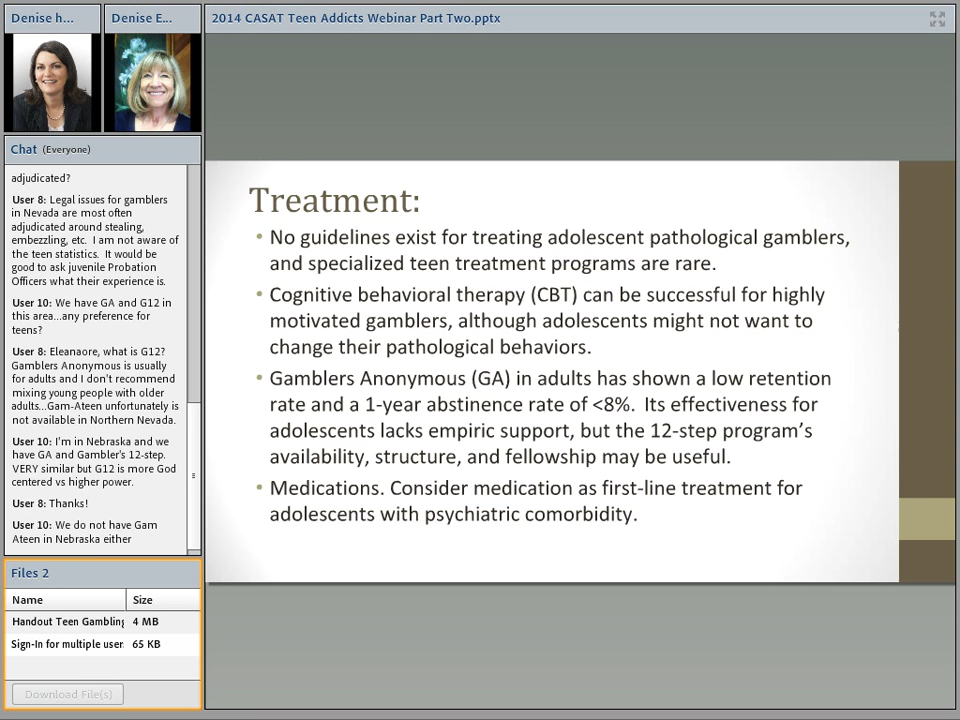 Denise h...
Denise E...
2014 CASAT Teen Addicts Webinar Part Two.pptx
Chat (Everyone)
adjudicated?
User 8: Legal issues for gamblers
in Nevada are most often
adjudicated around stealing,
embezzling, etc.  I am not aware of
the teen statistics.  It would be
good to ask juvenile Probation
Officers what their experience is.
User 10: We have GA and G12 in
this area...any preference for
teens?
User 8: Eleanaore, what is G12?
Gamblers Anonymous is usually
for adults and I don't recommend
mixing young people with older
adults...Gam-Ateen unfortunately is
not available in Northern Nevada.
User 10: I'm in Nebraska and we
have GA and Gambler's 12-step.
VERY similar but G12 is more God
centered vs higher power.
User 8: Thanks!
User 10: We do not have Gam
Ateen in Nebraska either
Files 2
Name Size
Handout Teen Gambling 4 MB
Sign-In for multiple user 65 KB
Download File(s)
Treatment:
• No guidelines exist for treating adolescent pathological gamblers,
and specialized teen treatment programs are rare.
• Cognitive behavioral therapy (CBT) can be successful for highly
motivated gamblers, although adolescents might not want to
change their pathological behaviors.
• Gamblers Anonymous (GA) in adults has shown a low retention
rate and a 1-year abstinence rate of <8%.  Its effectiveness for
adolescents lacks empiric support, but the 12-step program’s
availability, structure, and fellowship may be useful.
• Medications. Consider medication as first-line treatment for
adolescents with psychiatric comorbidity.